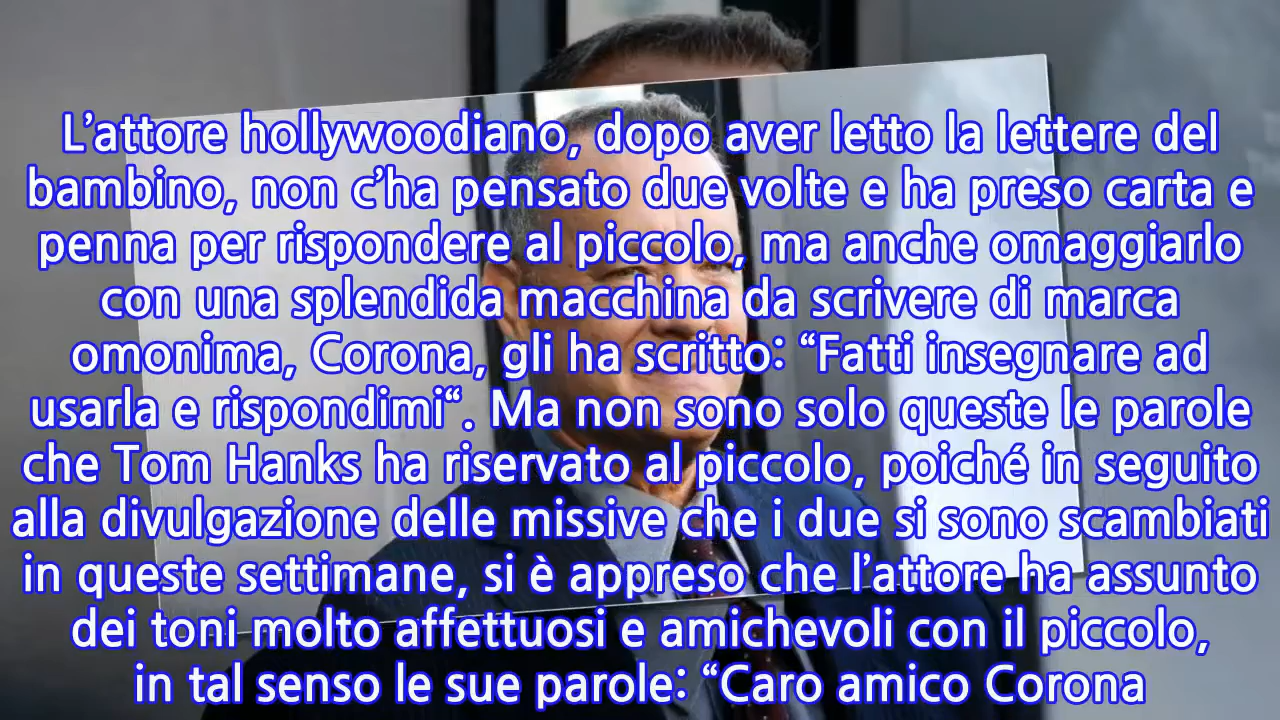 L’attore hollywoodiano, dopo aver letto la lettere del
bambino, non c’ha pensato due volte e ha preso carta e
penna per rispondere al piccolo, ma anche omaggiarlo
con una splendida macchina da scrivere di marca
omonima, Corona, gli ha scritto: “Fatti insegnare ad
usarla e rispondimi“. Ma non sono solo queste le parole
che Tom Hanks ha riservato al piccolo, poiché in seguito
alla divulgazione delle missive che i due si sono scambiati
in queste settimane, si è appreso che l’attore ha assunto
dei toni molto affettuosi e amichevoli con il piccolo,
in tal senso le sue parole: “Caro amico Corona